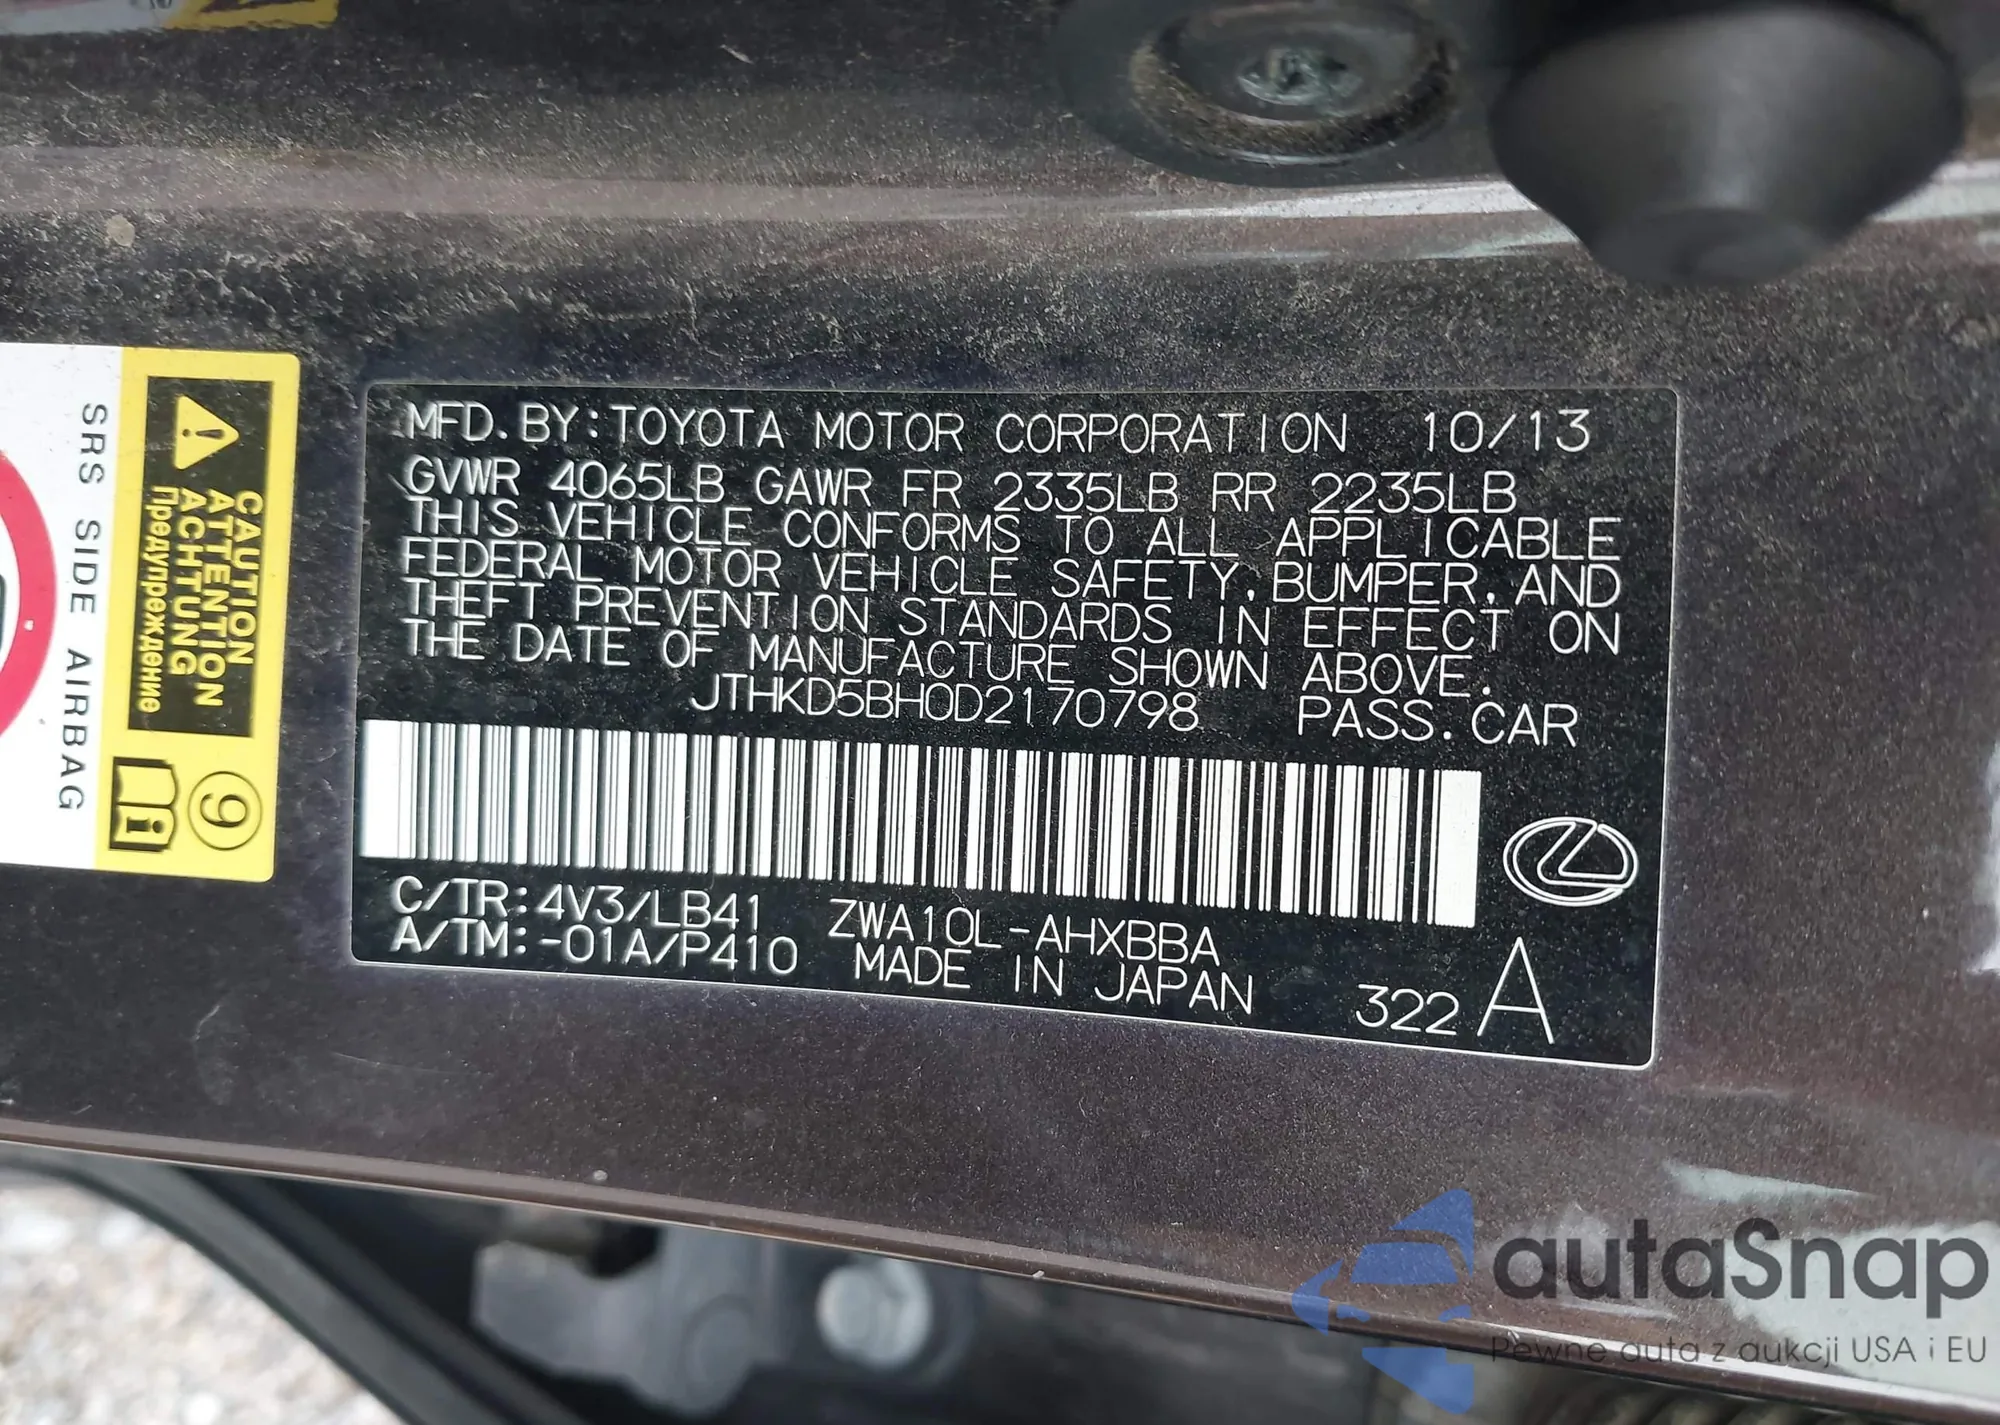 MFD. BY: TOYOTA MOTOR CORPORATION 10/13
GVWR 4065LB GAWR FR 2335LB RR 2235LB
THIS VEHICLE CONFORMS TO ALL APPLICABLE
FEDERAL MOTOR VEHICLE SAFETY, BUMPER, AND
THEFT PREVENTION STANDARDS IN EFFECT ON
THE DATE OF MANUFACTURE SHOWN ABOVE.
JTHKD5BH0D2170798 PASS. CAR
C/TR: 4V3/LB41 ZWA10L-AHXBBA
A/TM: -01A/P410 MADE IN JAPAN 322 A
CAUTION
ATTENTION
ACHTUNG
Предупреждение
9
SRS SIDE AIRBAG
autaSnap
Pewne auta z aukcji USA i EU